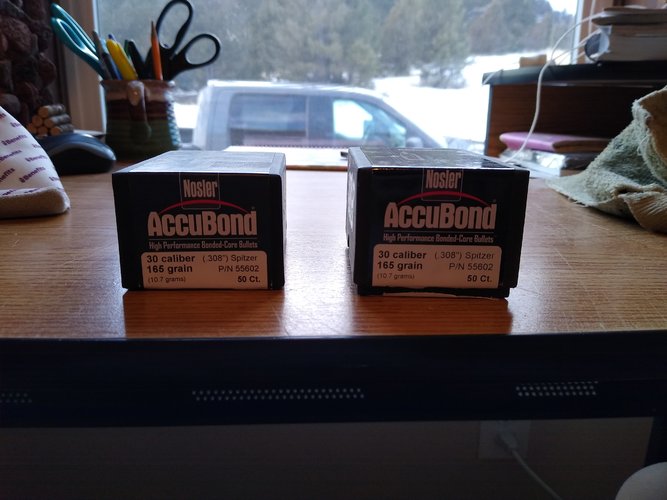 Nosler
AccuBond
High Performance Bonded-Core Bullets
30 caliber (.308") Spitzer
165 grain P/N 55602
(10.7 grams) 50 Ct.
Nosler
AccuBond
High Performance Bonded-Core Bullets
30 caliber (.308") Spitzer
165 grain P/N 55602
(10.7 grams) 50 Ct.